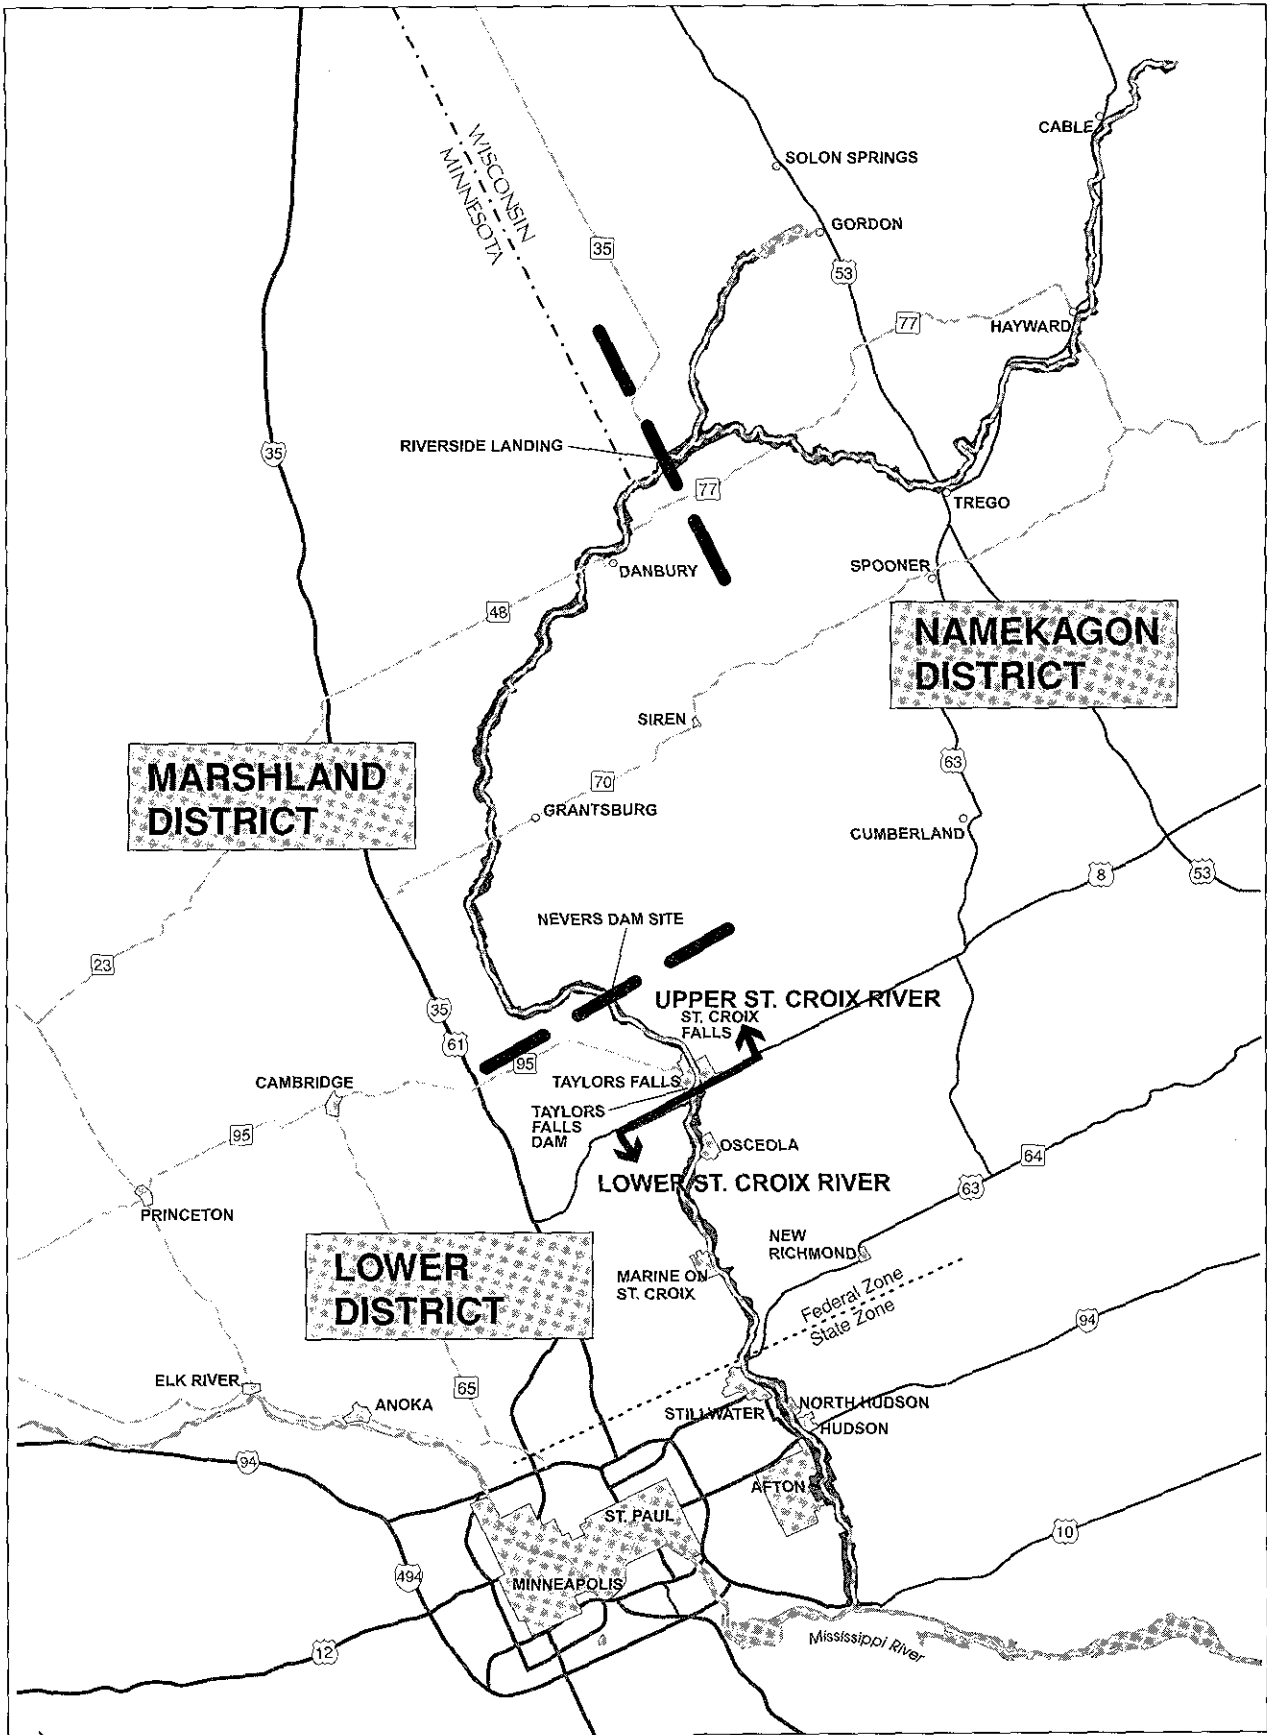 CABLE
WISCONSIN
MINNESOTA
SOLON SPRINGS
GORDON
35
53
77
HAYWARD
RIVERSIDE LANDING
35
77
TREGO
DANBURY
SPOONER
48
NAMEKAGON
DISTRICT
SIREN
MARSHLAND
DISTRICT
63
70
GRANTSBURG
CUMBERLAND
8
53
NEVERS DAM SITE
23
UPPER ST. CROIX RIVER
35
ST. CROIX
FALLS
61
95
CAMBRIDGE
TAYLORS FALLS
TAYLORS
FALLS
DAM
95
OSCEOLA
64
LOWER ST. CROIX RIVER
63
PRINCETON
NEW
RICHMOND
LOWER
DISTRICT
MARINE ON
ST. CROIX
Federal Zone
State Zone
94
ELK RIVER
65
ANOKA
NORTH HUDSON
STILLWATER
HUDSON
94
AFTON
ST. PAUL
10
494
MINNEAPOLIS
12
Mississippi River